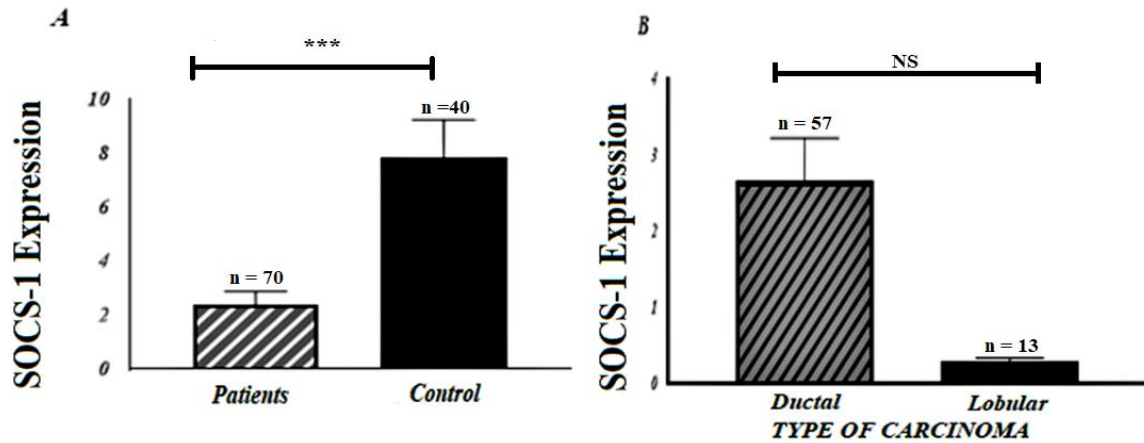 A
***
SOCS-1 Expression
10
8
6
4
2
0
n = 70
n =40
Patients
Control
B
NS
SOCS-1 Expression
4
3
2
1
0
n = 57
n = 13
Ductal
Lobular
TYPE OF CARCINOMA